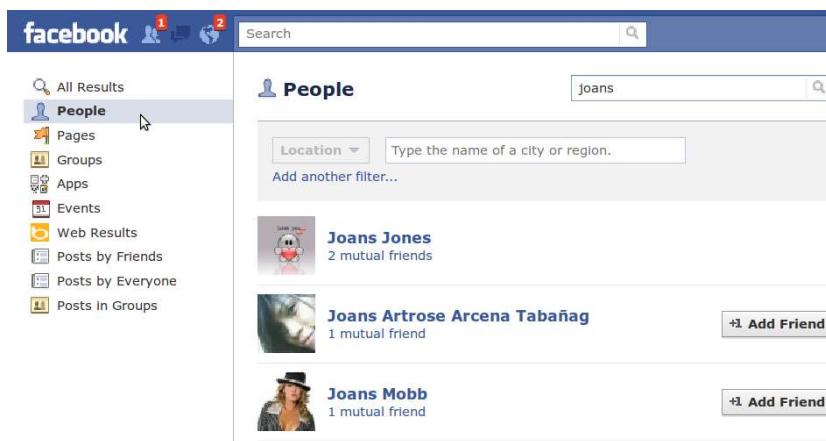 facebook 1 2 Search
All Results
People
Pages
Groups
Apps
31 Events
Web Results
Posts by Friends
Posts by Everyone
Posts in Groups
People joans
Location Type the name of a city or region.
Add another filter...
Joans Jones
2 mutual friends
Joans Artrose Arcena Tabañag
1 mutual friend
+1 Add Friend
Joans Mobb
1 mutual friend
+1 Add Friend